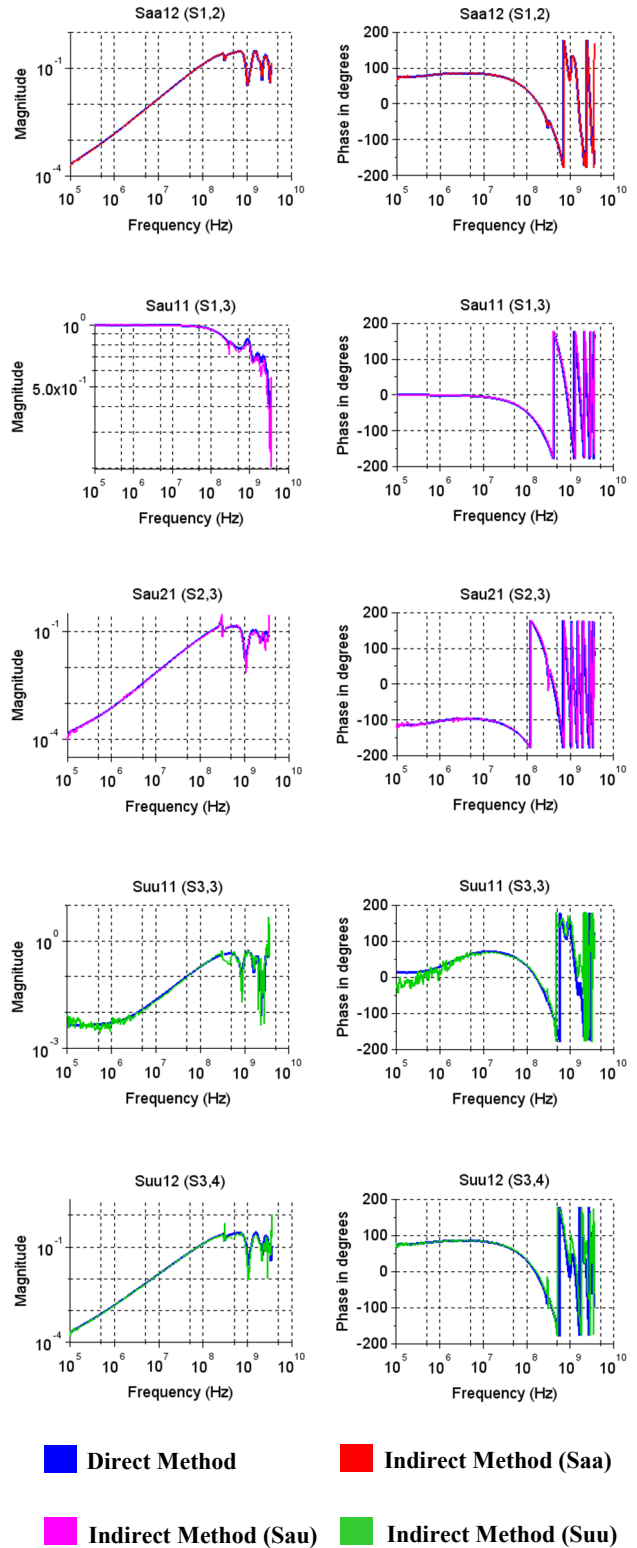 Saa12 (S1,2)
Magnitude
10^-1
10^-4
10^5 10^6 10^7 10^8 10^9 10^10
Frequency (Hz)
Saa12 (S1,2)
Phase in degrees
200
100
0
-100
-200
10^5 10^6 10^7 10^8 10^9 10^10
Frequency (Hz)
Sau11 (S1,3)
Magnitude
10^0
5.0x10^-1
10^5 10^6 10^7 10^8 10^9 10^10
Frequency (Hz)
Sau11 (S1,3)
Phase in degrees
200
100
0
-100
-200
10^5 10^6 10^7 10^8 10^9 10^10
Frequency (Hz)
Sau21 (S2,3)
Magnitude
10^-1
10^-4
10^5 10^6 10^7 10^8 10^9 10^10
Frequency (Hz)
Sau21 (S2,3)
Phase in degrees
200
100
0
-100
-200
10^5 10^6 10^7 10^8 10^9 10^10
Frequency (Hz)
Suu11 (S3,3)
Magnitude
10^0
10^-3
10^5 10^6 10^7 10^8 10^9 10^10
Frequency (Hz)
Suu11 (S3,3)
Phase in degrees
200
100
0
-100
-200
10^5 10^6 10^7 10^8 10^9 10^10
Frequency (Hz)
Suu12 (S3,4)
Magnitude
10^-1
10^-4
10^5 10^6 10^7 10^8 10^9 10^10
Frequency (Hz)
Suu12 (S3,4)
Phase in degrees
200
100
0
-100
-200
10^5 10^6 10^7 10^8 10^9 10^10
Frequency (Hz)
Direct Method
Indirect Method (Saa)
Indirect Method (Sau)
Indirect Method (Suu)